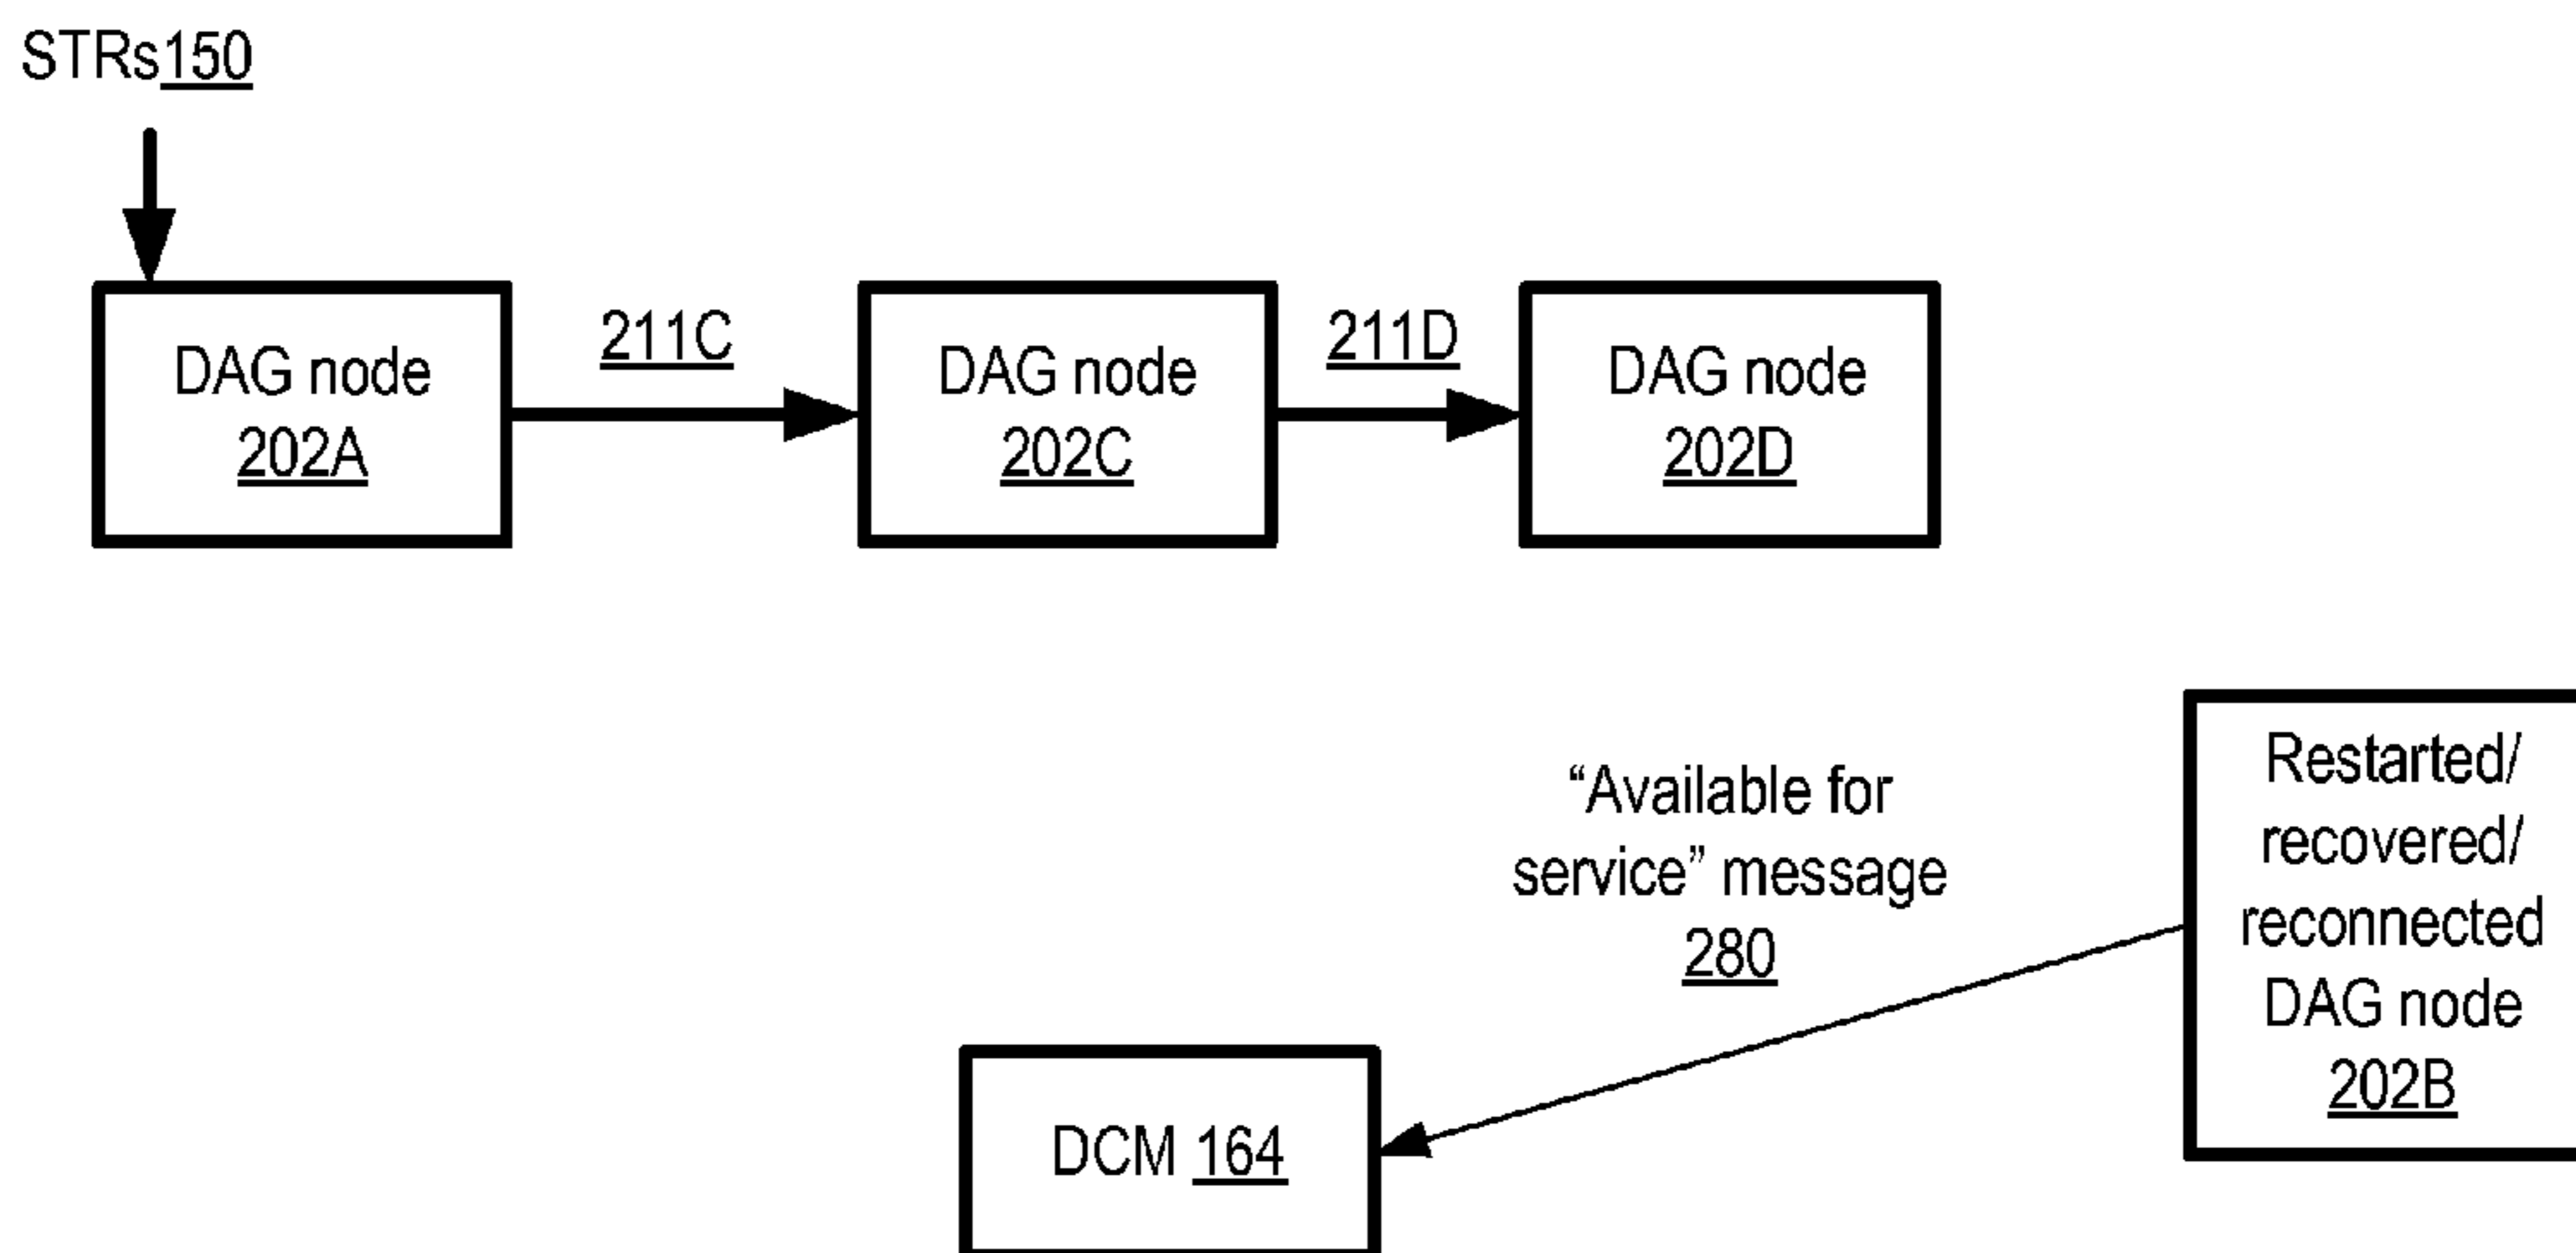 STRs150
DAG node
202A
211C
DAG node
202C
211D
DAG node
202D
“Available for
service” message
280
Restarted/
recovered/
reconnected
DAG node
202B
DCM 164